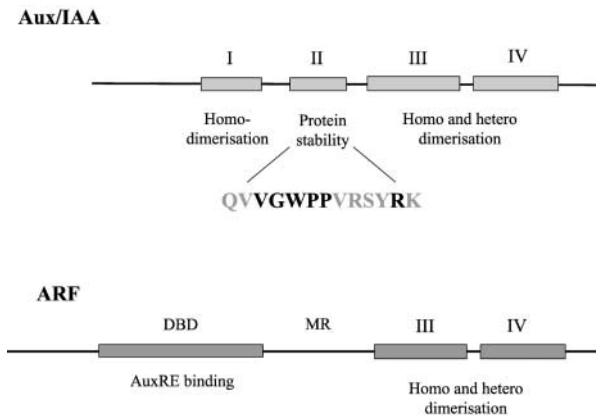 Aux/IAA
I II III IV
Homo-
dimerisation
Protein
stability
Homo and hetero
dimerisation
QVVGWPPVRSYRK
ARF
DBD MR III IV
AuxRE binding
Homo and hetero
dimerisation